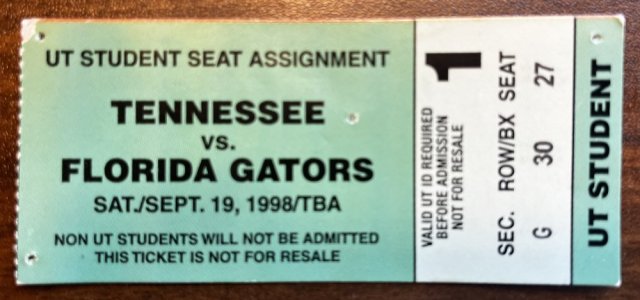 UT STUDENT SEAT ASSIGNMENT
TENNESSEE
VS.
FLORIDA GATORS
SAT./SEPT. 19, 1998/TBA
NON UT STUDENTS WILL NOT BE ADMITTED
THIS TICKET IS NOT FOR RESALE
VALID UT ID REQUIRED
BEFORE ADMISSION
NOT FOR RESALE
1
SEC. ROW/BX SEAT
G 30 27
UT STUDENT